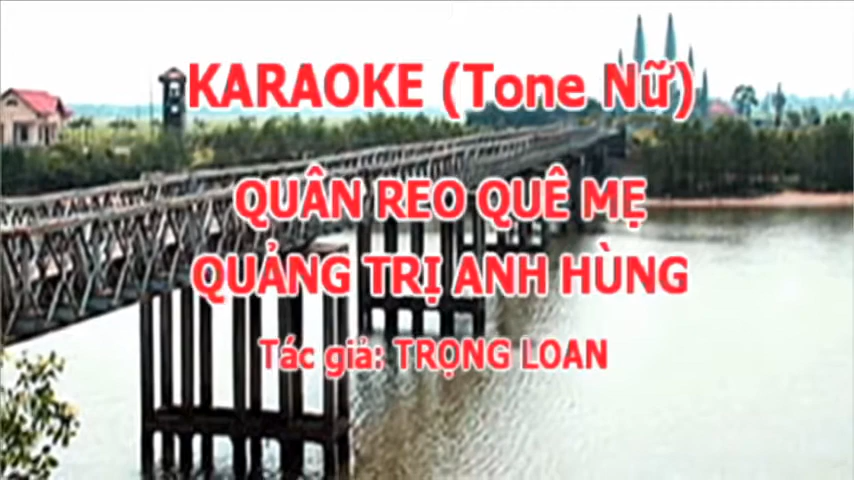 KARAOKE (Tone Nữ)
QUÂN REO QUÊ MẸ
QUẢNG TRỊ ANH HÙNG
Tác giả: TRỌNG LOAN